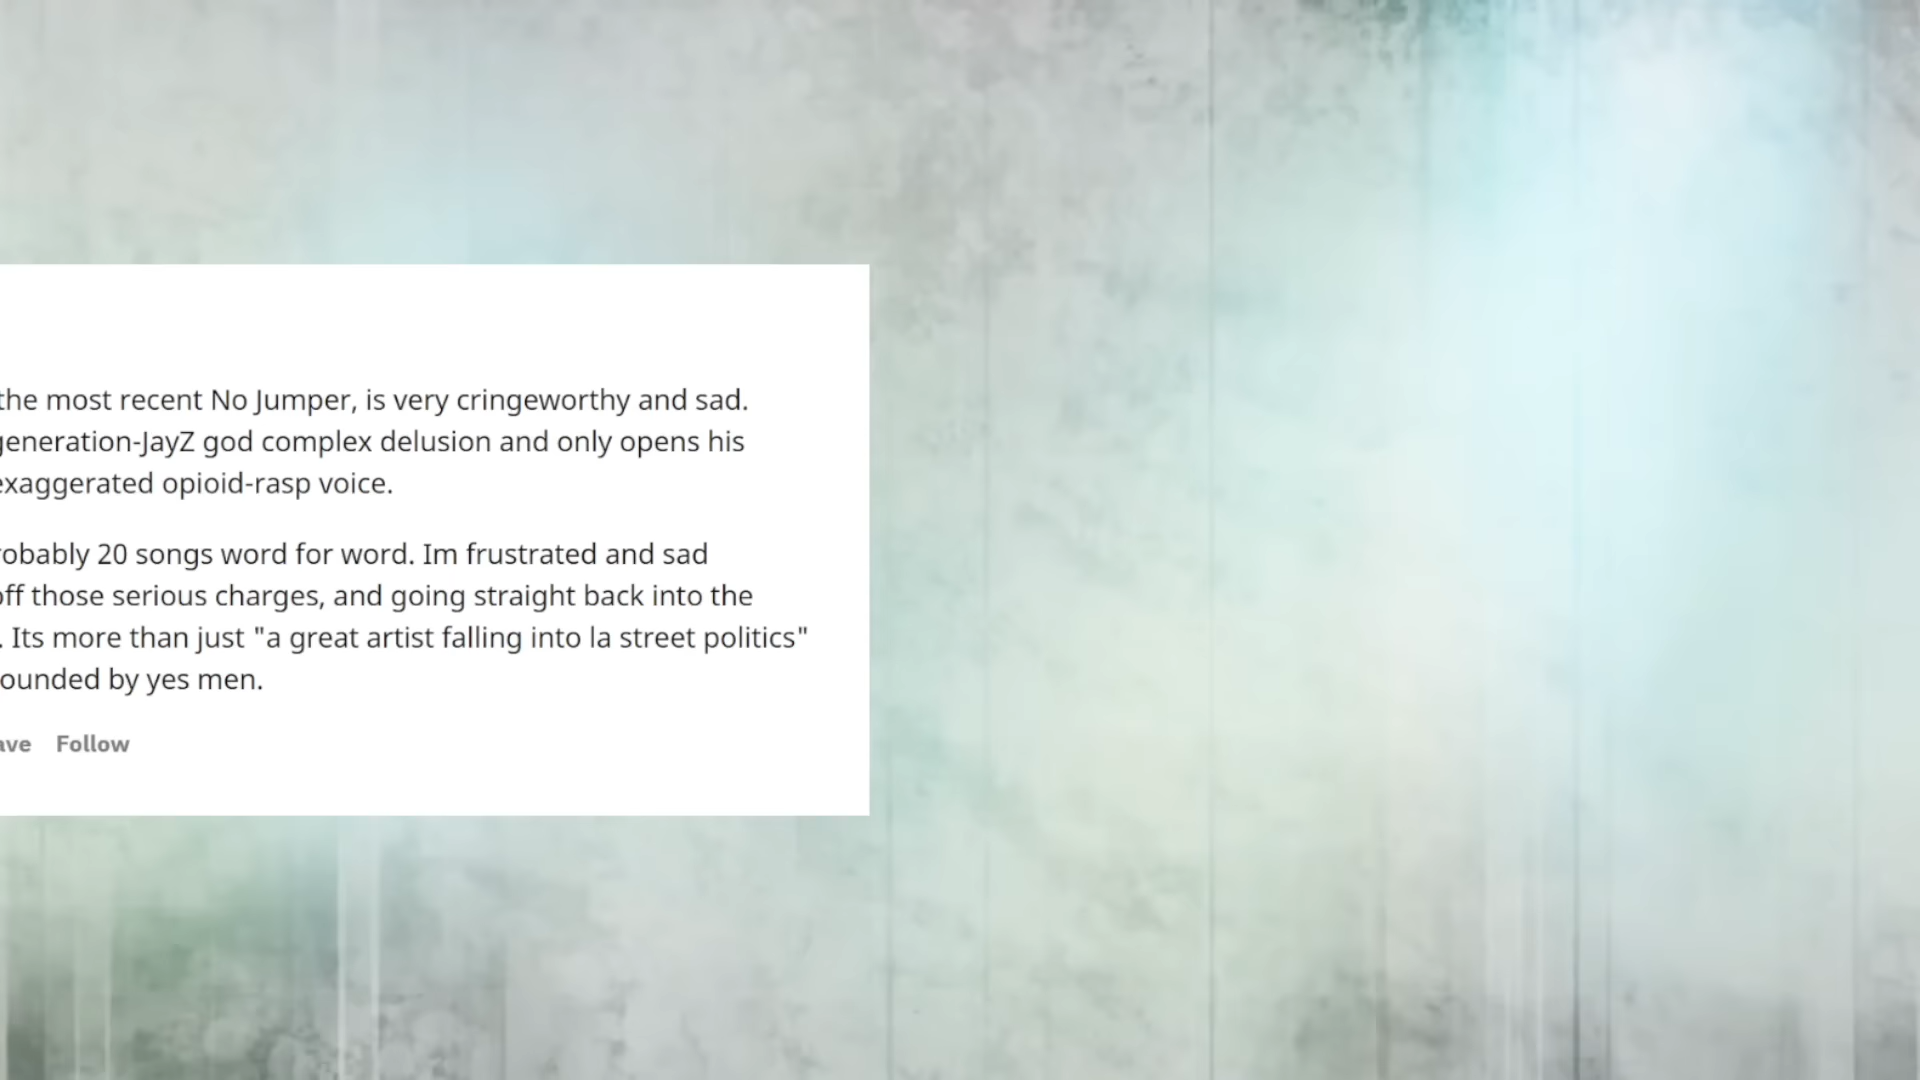 the most recent No Jumper, is very cringeworthy and sad.
generation-JayZ god complex delusion and only opens his
exaggerated opioid-rasp voice.
robably 20 songs word for word. Im frustrated and sad
off those serious charges, and going straight back into the
. Its more than just "a great artist falling into la street politics"
ounded by yes men.
ave Follow